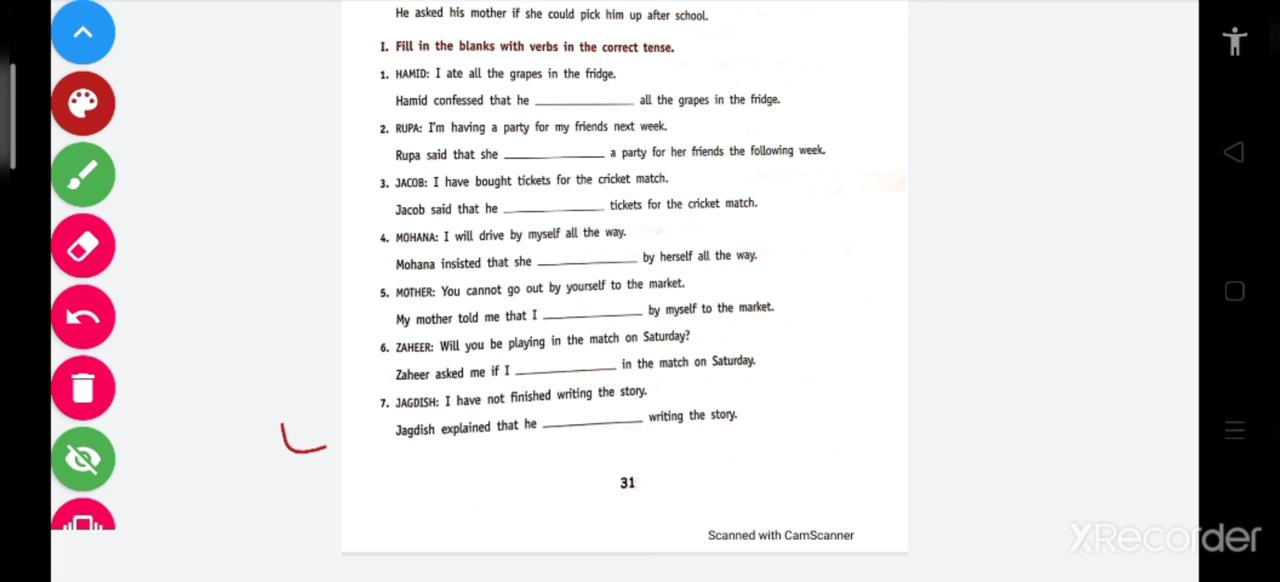 He asked his mother if she could pick him up after school.
I. Fill in the blanks with verbs in the correct tense.
1. HAMID: I ate all the grapes in the fridge.
Hamid confessed that he ______________ all the grapes in the fridge.
2. RUPA: I'm having a party for my friends next week.
Rupa said that she ______________ a party for her friends the following week.
3. JACOB: I have bought tickets for the cricket match.
Jacob said that he ______________ tickets for the cricket match.
4. MOHANA: I will drive by myself all the way.
Mohana insisted that she ______________ by herself all the way.
5. MOTHER: You cannot go out by yourself to the market.
My mother told me that I ______________ by myself to the market.
6. ZAHEER: Will you be playing in the match on Saturday?
Zaheer asked me if I ______________ in the match on Saturday.
7. JAGDISH: I have not finished writing the story.
Jagdish explained that he ______________ writing the story.
31
Scanned with CamScanner
XRecorder